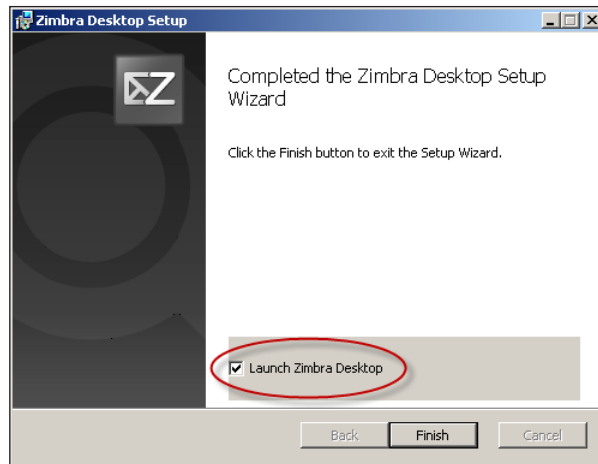 Zimbra Desktop Setup
Z
Completed the Zimbra Desktop Setup
Wizard
Click the Finish button to exit the Setup Wizard.
Launch Zimbra Desktop
Back Finish Cancel